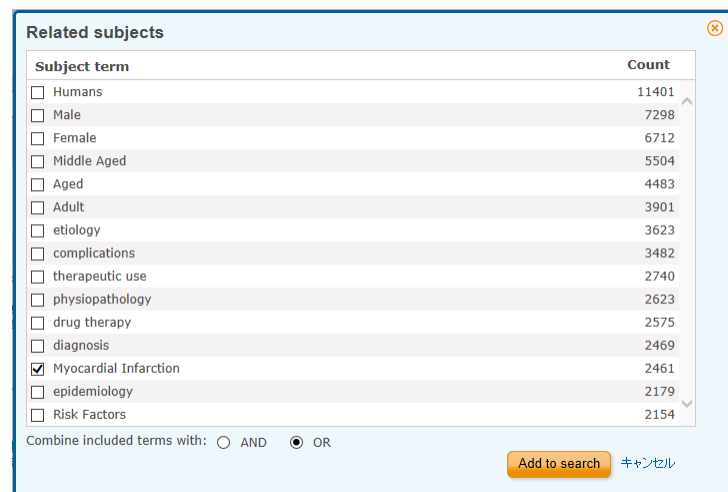 Related subjects
Subject term Count
Humans 11401
Male 7298
Female 6712
Middle Aged 5504
Aged 4483
Adult 3901
etiology 3623
complications 3482
therapeutic use 2740
physiopathology 2623
drug therapy 2575
diagnosis 2469
Myocardial Infarction 2461
epidemiology 2179
Risk Factors 2154
Combine included terms with: AND OR
Add to search キャンセル